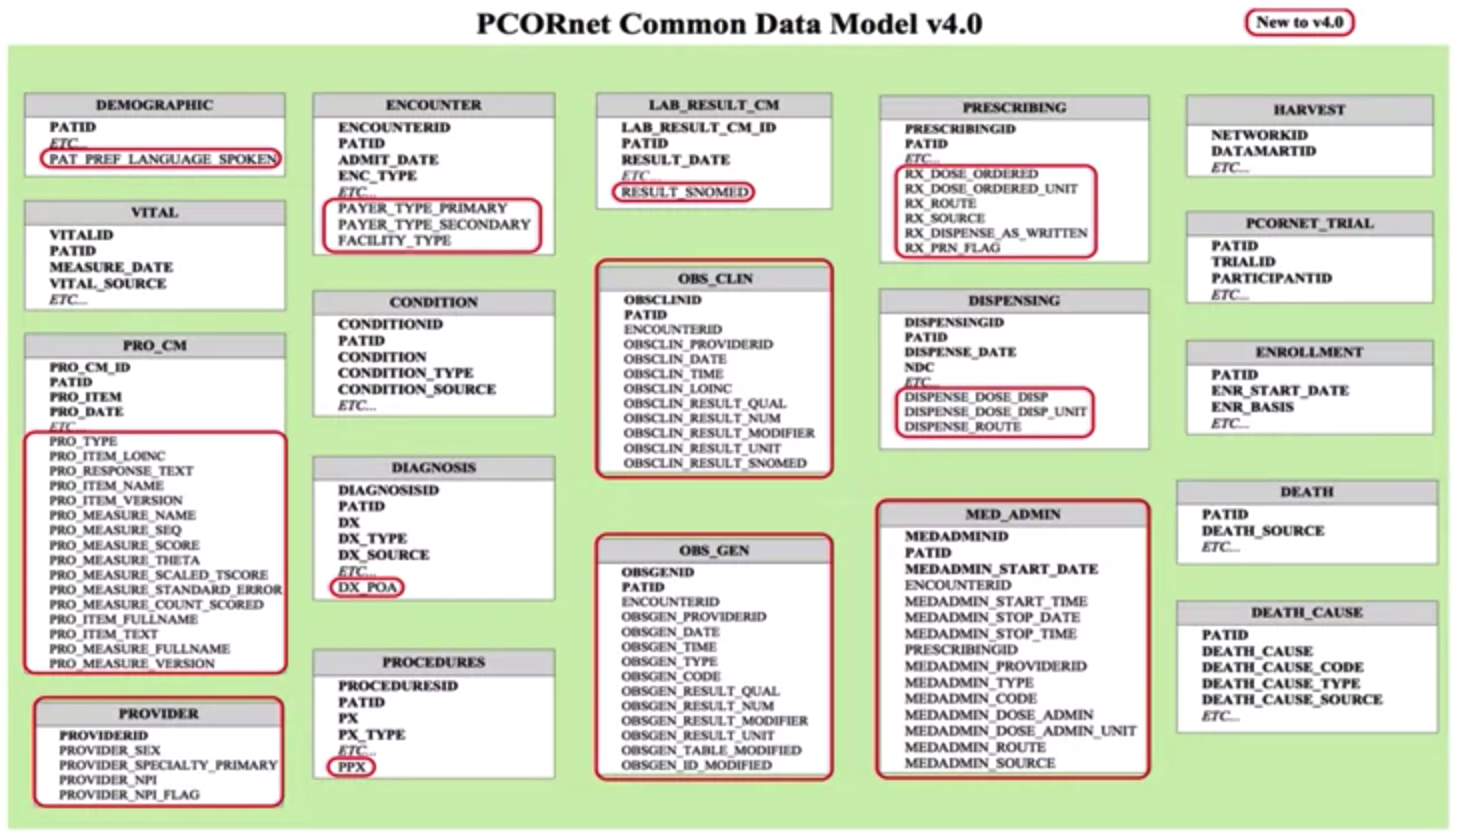 PCORnet Common Data Model v4.0
New to v4.0
DEMOGRAPHIC
PATID
ETC...
PAT_PREF_LANGUAGE_SPOKEN
VITAL
VITALID
PATID
MEASURE_DATE
VITAL_SOURCE
ETC...
PRO_CM
PRO_CM_ID
PATID
PRO_ITEM
PRO_DATE
ETC...
PRO_TYPE
PRO_ITEM_LOINC
PRO_RESPONSE_TEXT
PRO_ITEM_NAME
PRO_ITEM_VERSION
PRO_MEASURE_NAME
PRO_MEASURE_SEQ
PRO_MEASURE_SCORE
PRO_MEASURE_THETA
PRO_MEASURE_SCALED_TSCORE
PRO_MEASURE_STANDARD_ERROR
PRO_MEASURE_COUNT_SCORED
PRO_ITEM_FULLNAME
PRO_ITEM_TEXT
PRO_MEASURE_FULLNAME
PRO_MEASURE_VERSION
PROVIDER
PROVIDERID
PROVIDER_SEX
PROVIDER_SPECIALTY_PRIMARY
PROVIDER_NPI
PROVIDER_NPI_FLAG
ENCOUNTER
ENCOUNTERID
PATID
ADMIT_DATE
ENC_TYPE
ETC...
PAYER_TYPE_PRIMARY
PAYER_TYPE_SECONDARY
FACILITY_TYPE
CONDITION
CONDITIONID
PATID
CONDITION
CONDITION_TYPE
CONDITION_SOURCE
ETC...
DIAGNOSIS
DIAGNOSISID
PATID
DX
DX_TYPE
DX_SOURCE
ETC...
DX_POA
PROCEDURES
PROCEDURESID
PATID
PX
PX_TYPE
ETC...
PPX
LAB_RESULT_CM
LAB_RESULT_CM_ID
PATID
RESULT_DATE
ETC...
RESULT_SNOMED
OBS_CLIN
OBSCLINID
PATID
ENCOUNTERID
OBSCLIN_PROVIDERID
OBSCLIN_DATE
OBSCLIN_TIME
OBSCLIN_LOINC
OBSCLIN_RESULT_QUAL
OBSCLIN_RESULT_NUM
OBSCLIN_RESULT_MODIFIER
OBSCLIN_RESULT_UNIT
OBSCLIN_RESULT_SNOMED
OBS_GEN
OBSGENID
PATID
ENCOUNTERID
OBSGEN_PROVIDERID
OBSGEN_DATE
OBSGEN_TIME
OBSGEN_TYPE
OBSGEN_CODE
OBSGEN_RESULT_QUAL
OBSGEN_RESULT_NUM
OBSGEN_RESULT_MODIFIER
OBSGEN_RESULT_UNIT
OBSGEN_TABLE_MODIFIED
OBSGEN_ID_MODIFIED
PRESCRIBING
PRESCRIBINGID
PATID
ETC...
RX_DOSE_ORDERED
RX_DOSE_ORDERED_UNIT
RX_ROUTE
RX_SOURCE
RX_DISPENSE_AS_WRITTEN
RX_PRN_FLAG
DISPENSING
DISPENSINGID
PATID
DISPENSE_DATE
NDC
ETC...
DISPENSE_DOSE_DISP
DISPENSE_DOSE_DISP_UNIT
DISPENSE_ROUTE
MED_ADMIN
MEDADMINID
PATID
MEDADMIN_START_DATE
ENCOUNTERID
MEDADMIN_START_TIME
MEDADMIN_STOP_DATE
MEDADMIN_STOP_TIME
PRESCRIBINGID
MEDADMIN_PROVIDERID
MEDADMIN_TYPE
MEDADMIN_CODE
MEDADMIN_DOSE_ADMIN
MEDADMIN_DOSE_ADMIN_UNIT
MEDADMIN_ROUTE
MEDADMIN_SOURCE
HARVEST
NETWORKID
DATAMARTID
ETC...
PCORNET_TRIAL
PATID
TRIALID
PARTICIPANTID
ETC...
ENROLLMENT
PATID
ENR_START_DATE
ENR_BASIS
ETC...
DEATH
PATID
DEATH_SOURCE
ETC...
DEATH_CAUSE
PATID
DEATH_CAUSE
DEATH_CAUSE_CODE
DEATH_CAUSE_TYPE
DEATH_CAUSE_SOURCE
ETC...